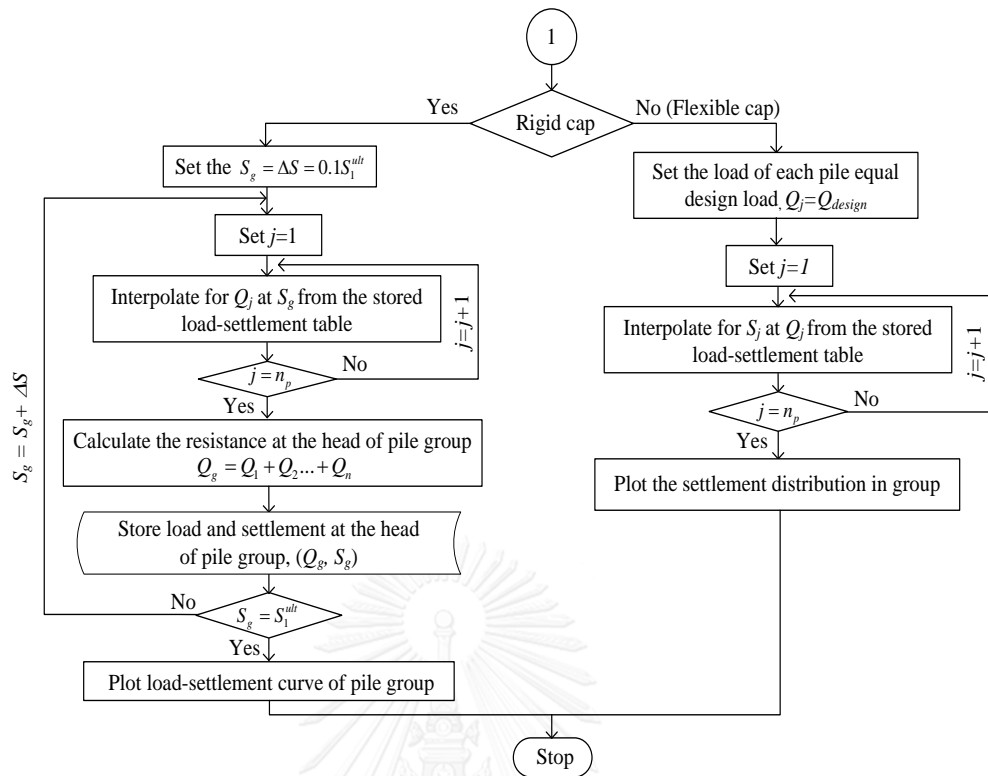 1
Rigid cap
Yes
No (Flexible cap)
Set the S_g = ΔS = 0.1S_1^{ult}
Set j=1
Interpolate for Q_j at S_g from the stored
load-settlement table
j=j+1
j = n_p
No
Yes
Calculate the resistance at the head of pile group
Q_g = Q_1 + Q_2 ... + Q_n
Store load and settlement at the head
of pile group, (Q_g, S_g)
S_g = S_1^{ult}
No
S_g = S_g + ΔS
Yes
Plot load-settlement curve of pile group
Set the load of each pile equal
design load, Q_j=Q_{design}
Set j=1
Interpolate for S_j at Q_j from the stored
load-settlement table
j=j+1
j = n_p
No
Yes
Plot the settlement distribution in group
Stop